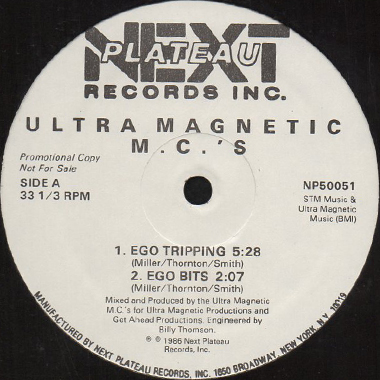 NEXT
PLATEAU
RECORDS INC.
ULTRA MAGNETIC
M.C.'S
Promotional Copy
Not For Sale
SIDE A
33 1/3 RPM
NP50051
STM Music &
Ultra Magnetic
Music (BMI)
1. EGO TRIPPING 5:28
(Miller/Thornton/Smith)
2. EGO BITS 2:07
(Miller/Thornton/Smith)
Mixed and Produced by the Ultra Magnetic
M.C.'s for Ultra Magnetic Productions and
Get Ahead Productions. Engineered by
Billy Thomson.
℗ © 1986 Next Plateau
Records, Inc.
MANUFACTURED BY NEXT PLATEAU RECORDS, INC. 1650 BROADWAY, NEW YORK, N.Y. 10019